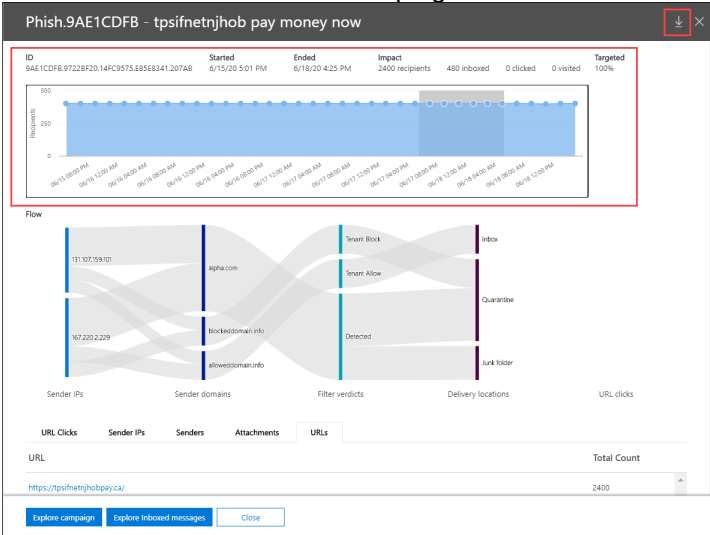 Phish.9AE1CDFB - tpsifnetnjhob pay money now
ID Started Ended Impact Targeted
9AE1CDFB.9722BF20.14FC9575.E85E8341.207AB 6/15/20 5:01 PM 6/18/20 4:25 PM 2400 recipients 480 inboxed 0 clicked 0 visited 100%
500
250
0
Recipients
06/15 08:00 PM 06/16 12:00 AM 06/16 04:00 AM 06/16 08:00 AM 06/16 12:00 PM 06/16 04:00 PM 06/16 08:00 PM 06/17 12:00 AM 06/17 04:00 AM 06/17 08:00 AM 06/17 12:00 PM 06/17 04:00 PM 06/17 08:00 PM 06/18 12:00 AM 06/18 04:00 AM 06/18 08:00 AM 06/18 12:00 PM
Flow
Tenant Block Inbox
131.107.159.101
alpha.com Tenant Allow
Quarantine
blockeddomain.info
167.220.2.229 Detected
alloweddomain.info Junk folder
Sender IPs Sender domains Filter verdicts Delivery locations URL clicks
URL Clicks Sender IPs Senders Attachments URLs
URL Total Count
https://tpsifnetnjhobpay.ca/ 2400
Explore campaign Explore Inboxed messages Close